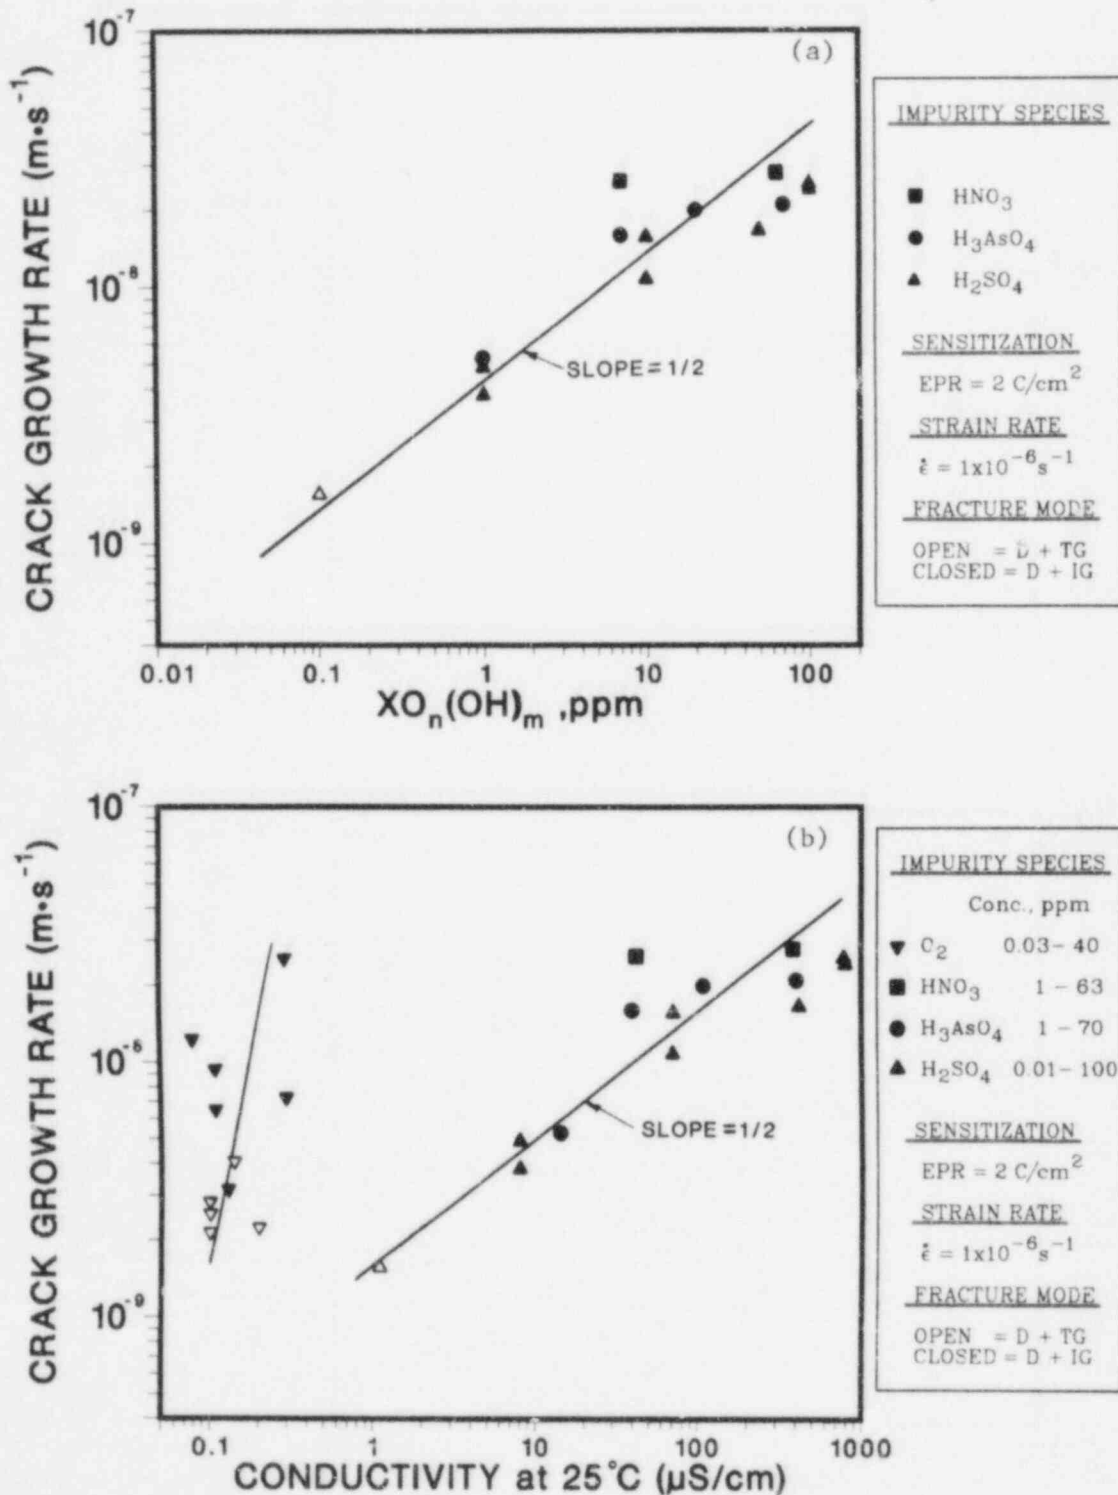 (a)
CRACK GROWTH RATE (m•s⁻¹)
10⁻⁷
10⁻⁸
10⁻⁹
SLOPE = 1/2
0.01 0.1 1 10 100
XOₙ(OH)ₘ ,ppm
IMPURITY SPECIES
■ HNO₃
● H₃AsO₄
▲ H₂SO₄
SENSITIZATION
EPR = 2 C/cm²
STRAIN RATE
ε̇ = 1x10⁻⁶s⁻¹
FRACTURE MODE
OPEN = D + TG
CLOSED = D + IG
(b)
CRACK GROWTH RATE (m•s⁻¹)
10⁻⁷
10⁻⁸
10⁻⁹
SLOPE = 1/2
0.1 1 10 100 1000
CONDUCTIVITY at 25°C (µS/cm)
IMPURITY SPECIES
Conc., ppm
▼ C₂ 0.03– 40
■ HNO₃ 1 – 63
● H₃AsO₄ 1 – 70
▲ H₂SO₄ 0.01– 100
SENSITIZATION
EPR = 2 C/cm²
STRAIN RATE
ε̇ = 1x10⁻⁶s⁻¹
FRACTURE MODE
OPEN = D + TG
CLOSED = D + IG